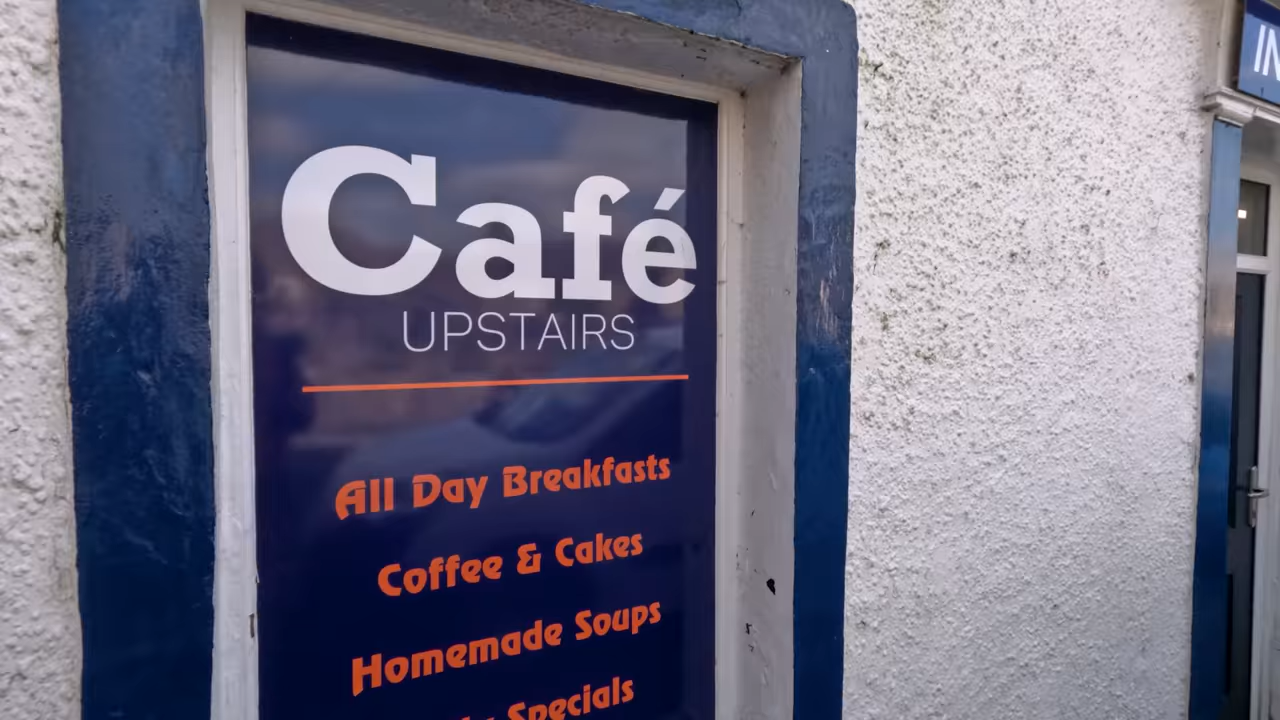 Café
UPSTAIRS
All Day Breakfasts
Coffee & Cakes
Homemade Soups
Specials